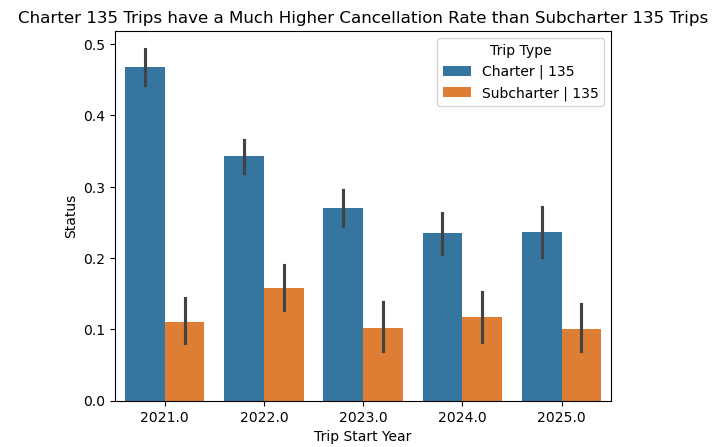 Charter 135 Trips have a Much Higher Cancellation Rate than Subcharter 135 Trips
Trip Type
Charter | 135
Subcharter | 135
Status
0.5
0.4
0.3
0.2
0.1
0.0
2021.0 2022.0 2023.0 2024.0 2025.0
Trip Start Year